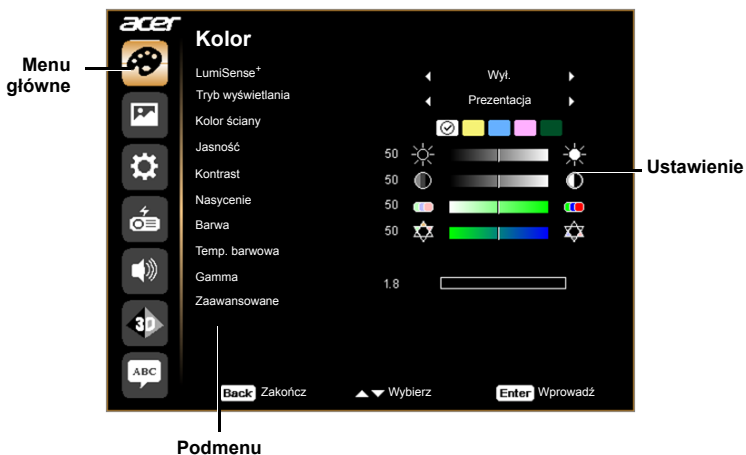 acer
Kolor
Menu
główne
LumiSense+ Wył.
Tryb wyświetlania Prezentacja
Kolor ściany
Jasność 50
Kontrast 50
Ustawienie
Nasycenie 50
Barwa 50
Temp. barwowa
Gamma 1.8
Zaawansowane
3D
ABC
Back Zakończ Wybierz Enter Wprowadź
Podmenu